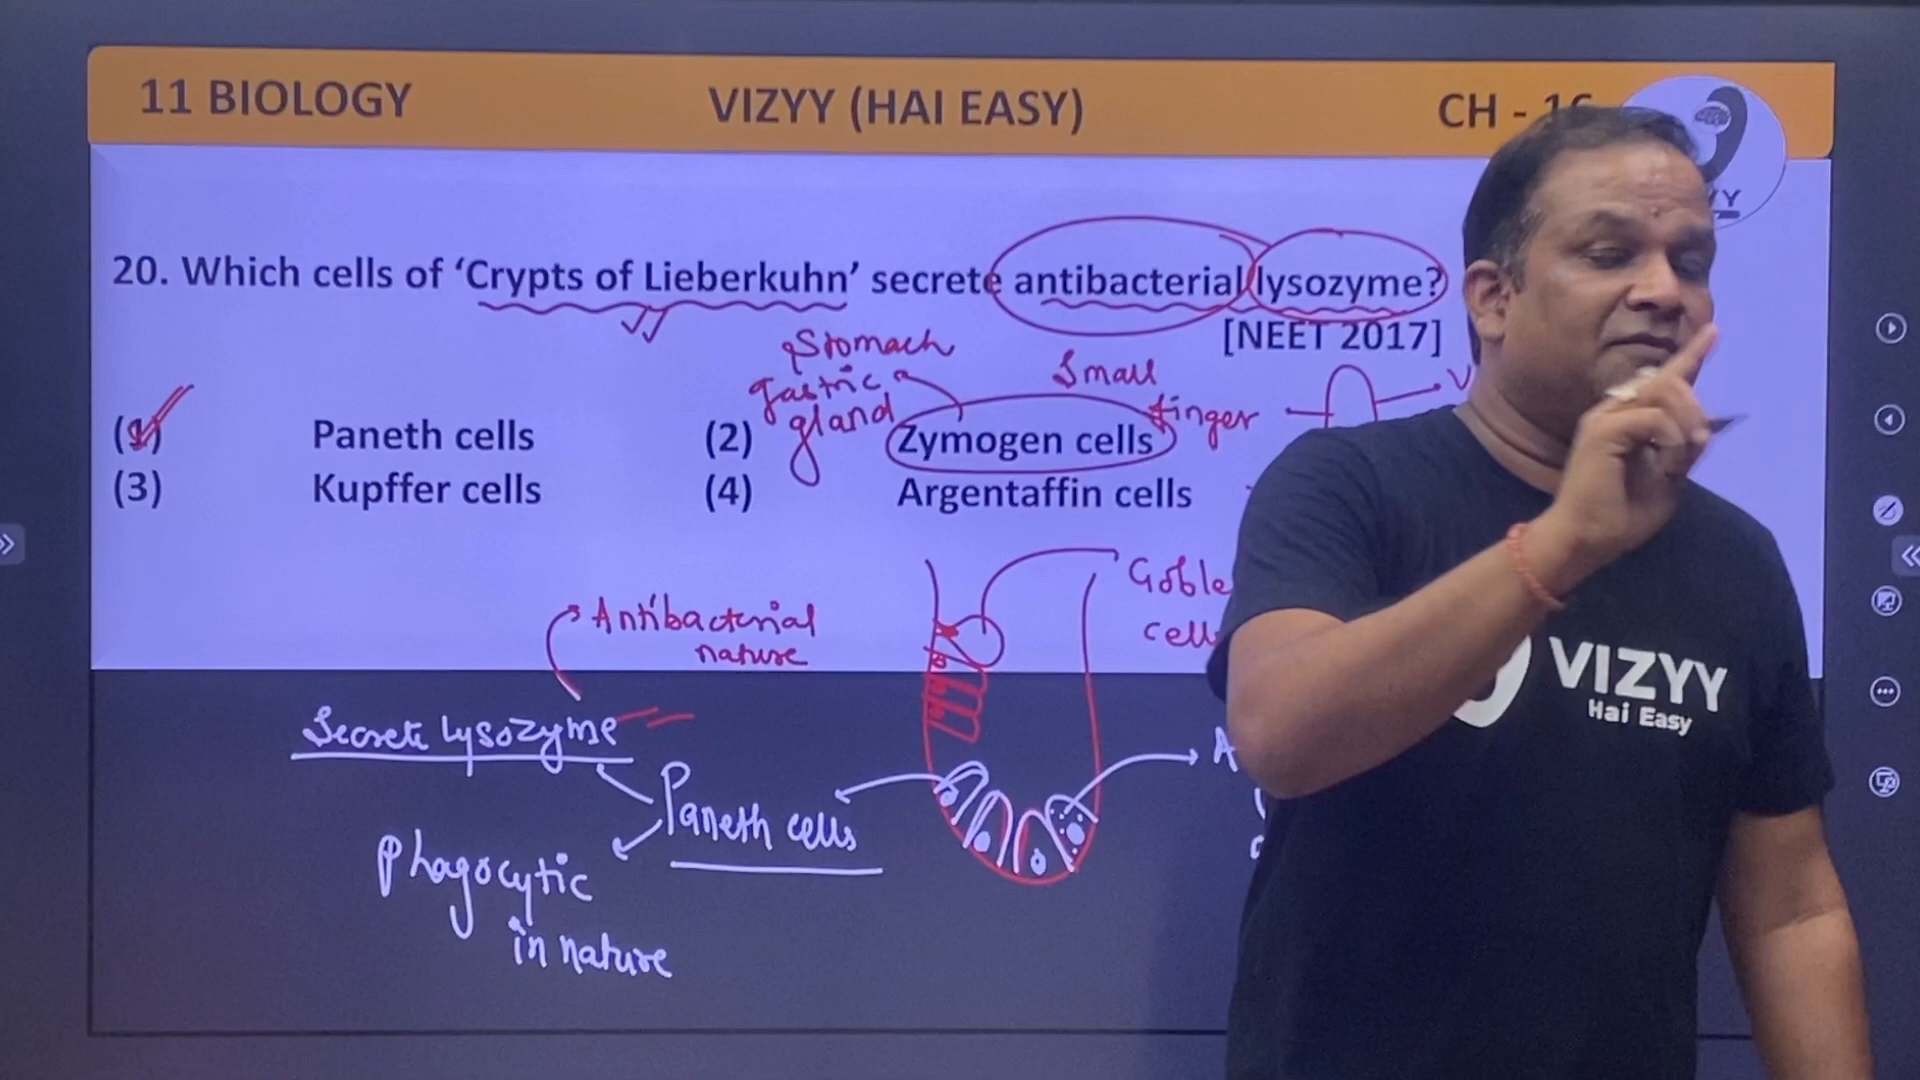 11 BIOLOGY VIZYY (HAI EASY) CH - 16
20. Which cells of ‘Crypts of Lieberkuhn’ secrete antibacterial lysozyme?
[NEET 2017]
Stomach
gastric
gland
Small
finger
(1) Paneth cells (2) Zymogen cells
(3) Kupffer cells (4) Argentaffin cells
Antibacterial
nature
Goble
cell
Secrete lysozyme
Paneth cells
Phagocytic
in nature
A
VIZYY
Hai Easy